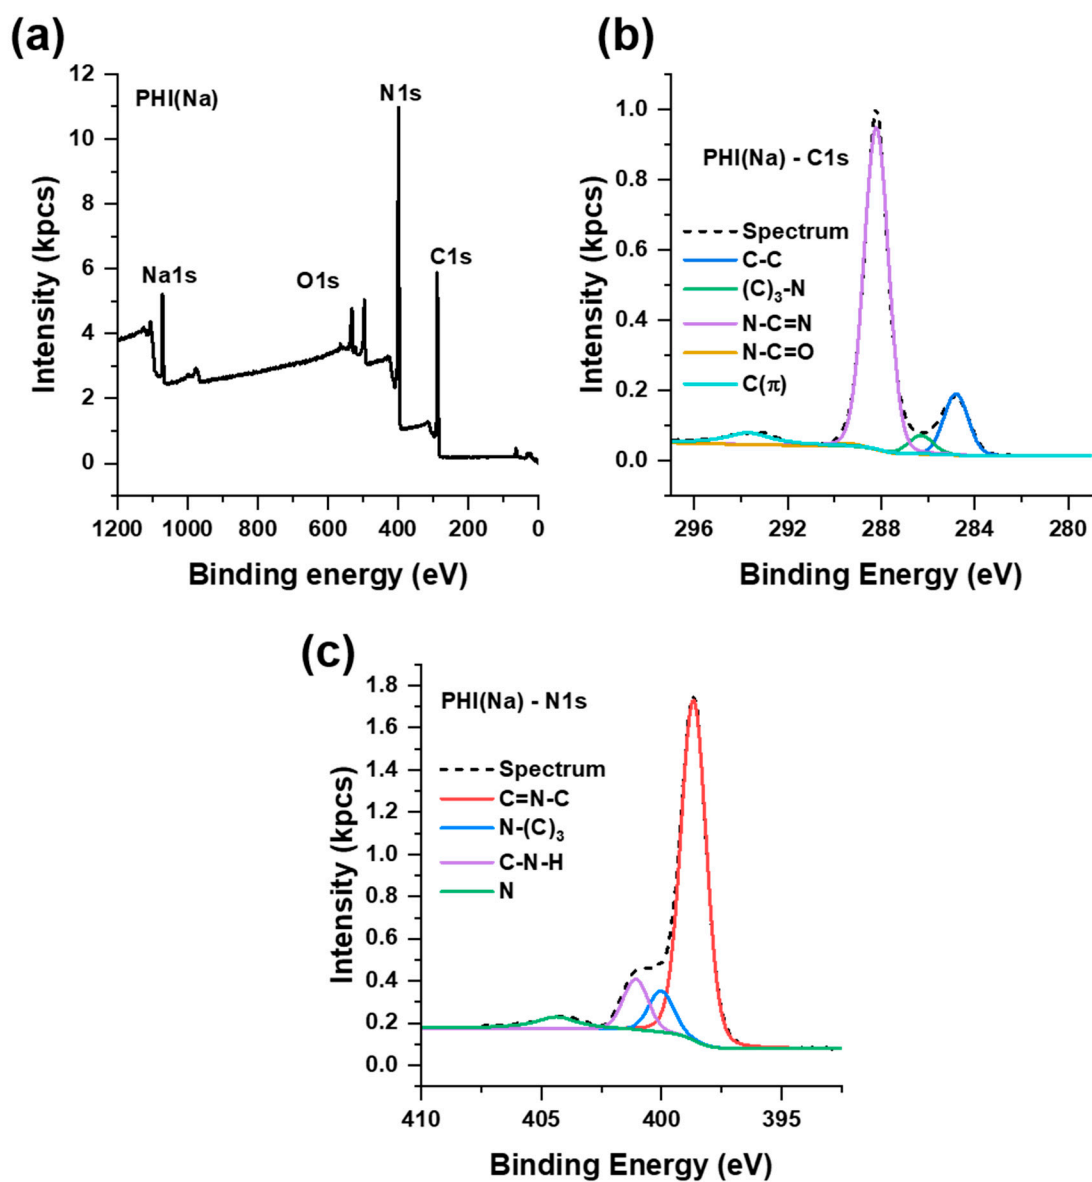 (a)
PHI(Na)
N1s
C1s
O1s
Na1s
Intensity (kpcs)
12
10
8
6
4
2
0
1200 1000 800 600 400 200 0
Binding energy (eV)
(b)
PHI(Na) - C1s
Spectrum
C-C
(C)₃-N
N-C=N
N-C=O
C(π)
Intensity (kpcs)
1.0
0.8
0.6
0.4
0.2
0.0
296 292 288 284 280
Binding Energy (eV)
(c)
PHI(Na) - N1s
Spectrum
C=N-C
N-(C)₃
C-N-H
N
Intensity (kpcs)
1.8
1.6
1.4
1.2
1.0
0.8
0.6
0.4
0.2
0.0
410 405 400 395
Binding Energy (eV)